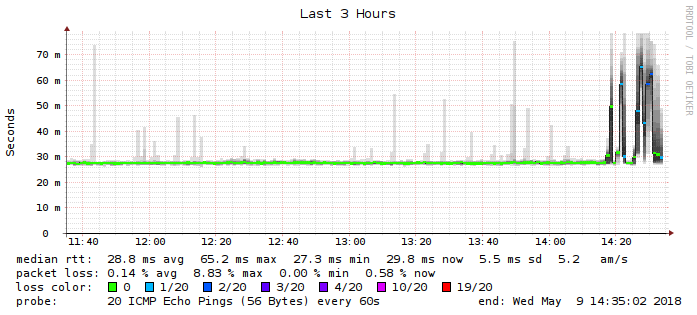 Last 3 Hours
RRDTOOL / TOBI OETIKER
Seconds
70 m
60 m
50 m
40 m
30 m
20 m
10 m
0
11:40 12:00 12:20 12:40 13:00 13:20 13:40 14:00 14:20
median rtt: 28.8 ms avg 65.2 ms max 27.3 ms min 29.8 ms now 5.5 ms sd 5.2 am/s
packet loss: 0.14 % avg 8.83 % max 0.00 % min 0.58 % now
loss color: 0 1/20 2/20 3/20 4/20 10/20 19/20
probe: 20 ICMP Echo Pings (56 Bytes) every 60s end: Wed May 9 14:35:02 2018